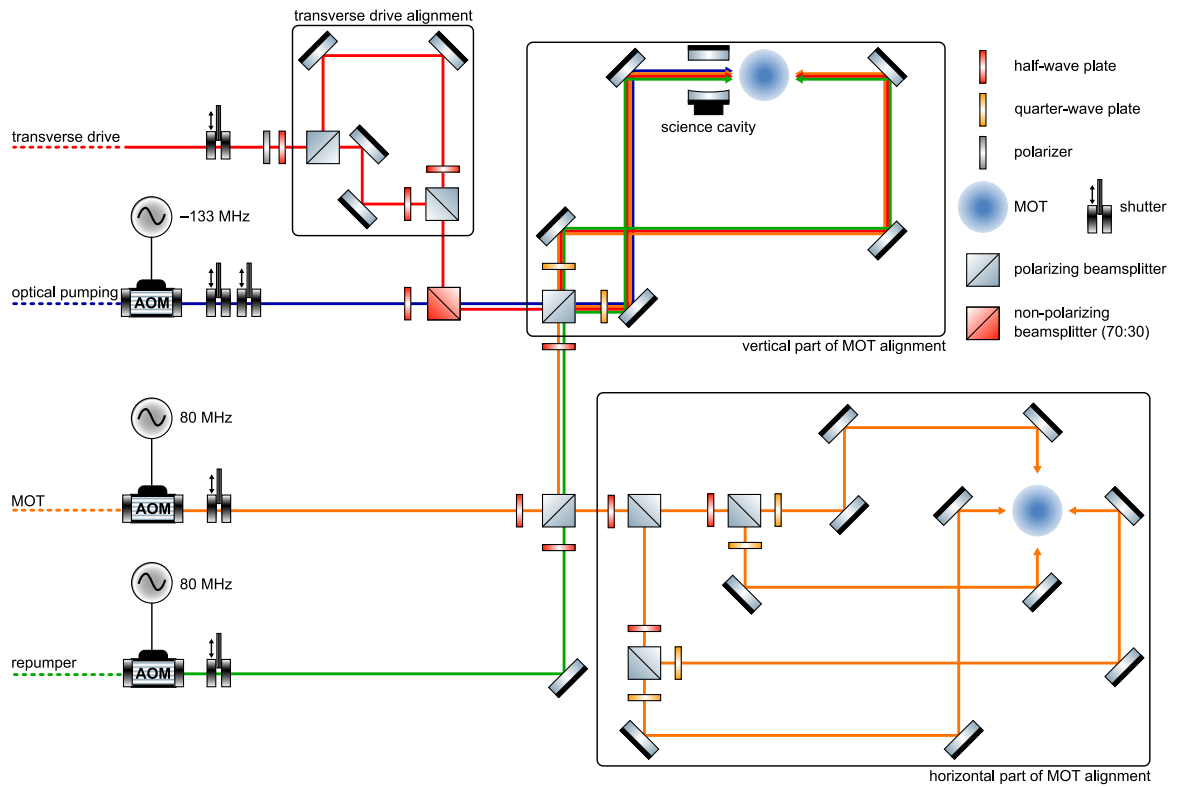 transverse drive alignment
transverse drive
science cavity
half-wave plate
quarter-wave plate
polarizer
MOT
shutter
polarizing beamsplitter
non-polarizing
beamsplitter (70:30)
–133 MHz
optical pumping
AOM
vertical part of MOT alignment
80 MHz
MOT
AOM
80 MHz
repumper
AOM
horizontal part of MOT alignment